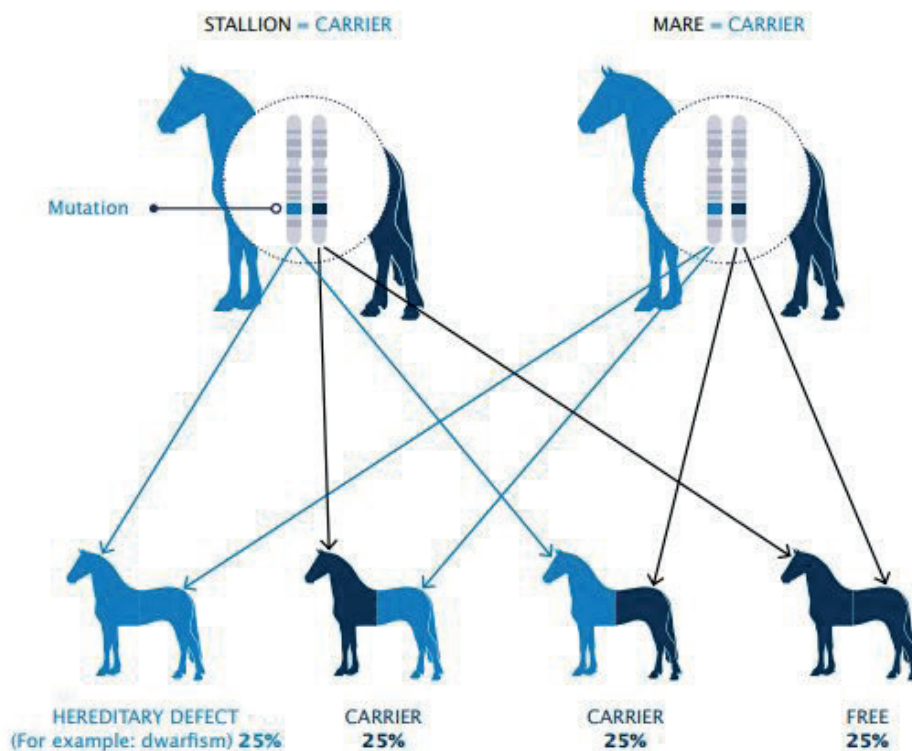 STALLION = CARRIER
MARE = CARRIER
Mutation
HEREDITARY DEFECT
(For example: dwarfism) 25%
CARRIER
25%
CARRIER
25%
FREE
25%